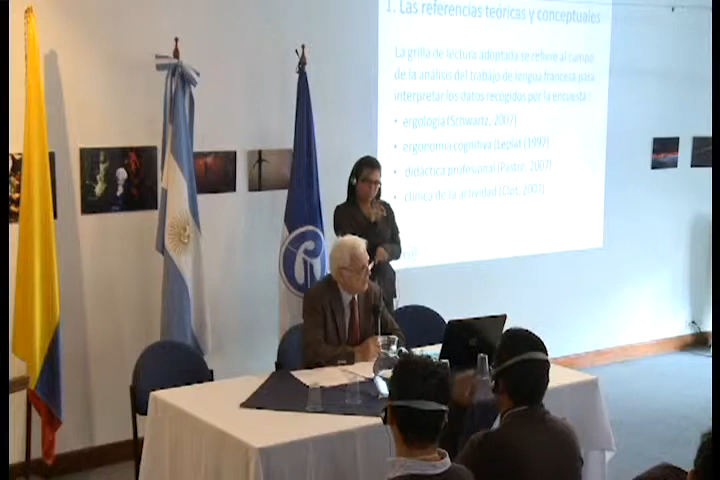 1. Las referencias teóricas y conceptuales
La grilla de lectura adoptada se refiere al campo
de la análisis del trabajo de lengua francesa para
interpretar los datos recogidos por la encuesta :
• ergología (Schwartz, 2007)
• ergonomía cognitiva (Leplat (1997)
• didáctica profesional (Pastré, 2007)
• clínica de la actividad (Clot, 2007)